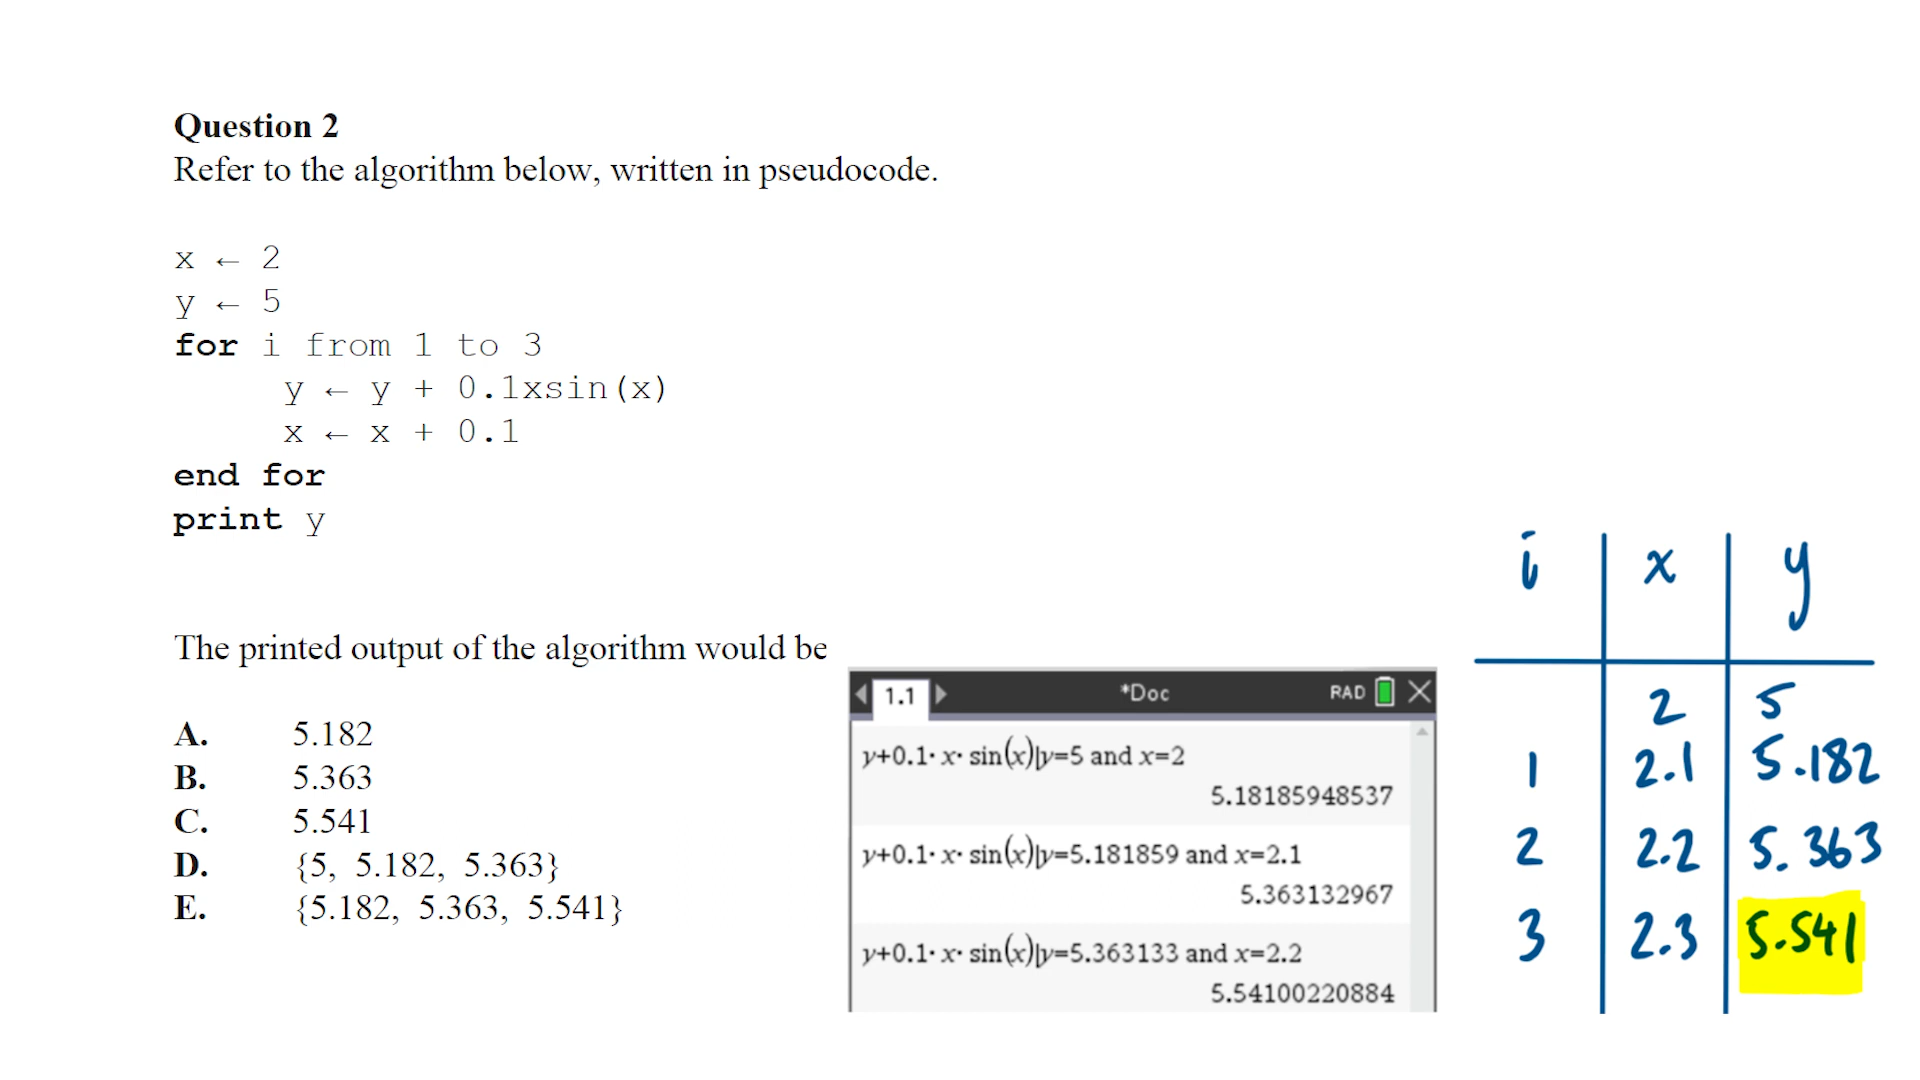 Question 2
Refer to the algorithm below, written in pseudocode.
x ← 2
y ← 5
for i from 1 to 3
y ← y + 0.1xsin(x)
x ← x + 0.1
end for
print y
The printed output of the algorithm would be
A. 5.182
B. 5.363
C. 5.541
D. {5, 5.182, 5.363}
E. {5.182, 5.363, 5.541}
1.1 *Doc RAD
y+0.1·x·sin(x)|y=5 and x=2
5.18185948537
y+0.1·x·sin(x)|y=5.181859 and x=2.1
5.363132967
y+0.1·x·sin(x)|y=5.363133 and x=2.2
5.54100220884
i x y
2 5
1 2.1 5.182
2 2.2 5.363
3 2.3 5.541